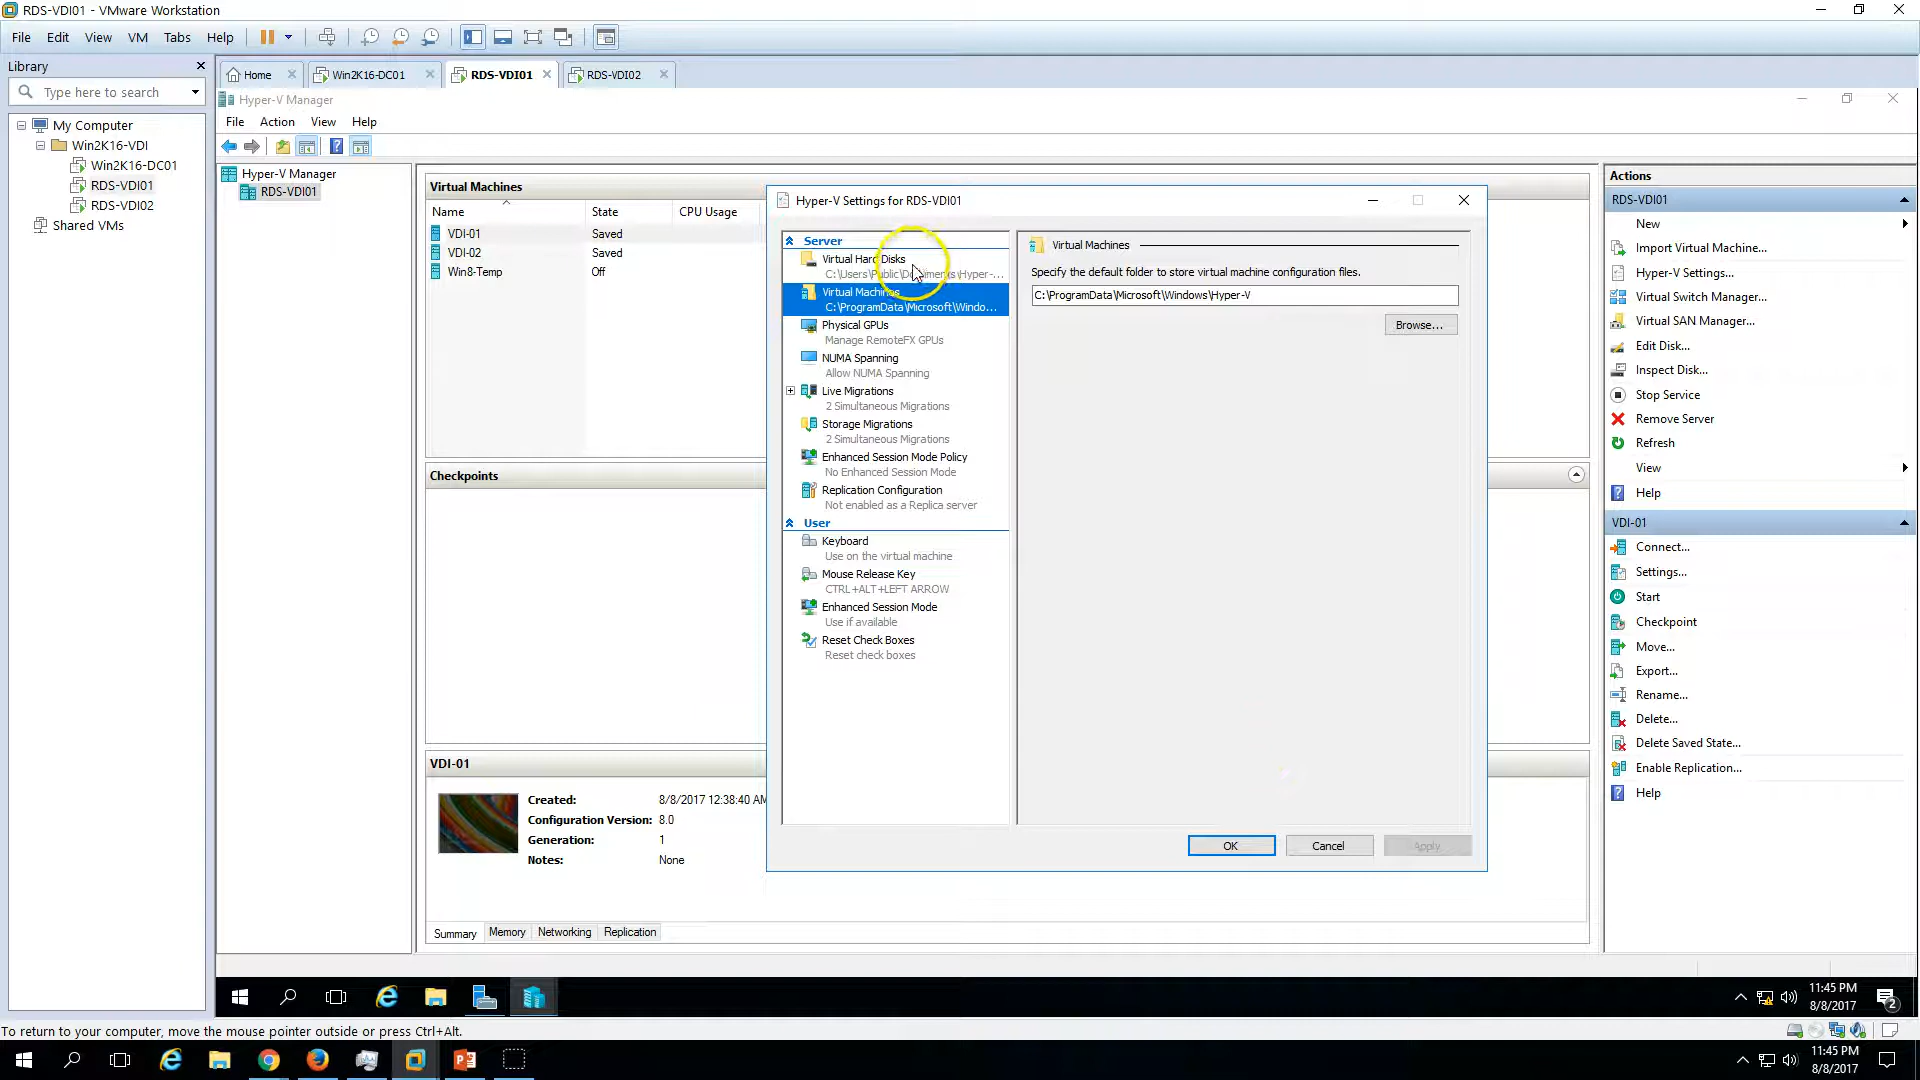 RDS-VDI01 - VMware Workstation
File Edit View VM Tabs Help
Library
Type here to search
My Computer
Win2K16-VDI
Win2K16-DC01
RDS-VDI01
RDS-VDI02
Shared VMs
Home Win2K16-DC01 RDS-VDI01 RDS-VDI02
Hyper-V Manager
File Action View Help
Hyper-V Manager
RDS-VDI01
Virtual Machines
Name State CPU Usage
VDI-01 Saved
VDI-02 Saved
Win8-Temp Off
Checkpoints
VDI-01
Created: 8/8/2017 12:38:40 AM
Configuration Version: 8.0
Generation: 1
Notes: None
Summary Memory Networking Replication
Hyper-V Settings for RDS-VDI01
Server
Virtual Hard Disks
C:\Users\Public\Documents\Hyper-...
Virtual Machines
C:\ProgramData\Microsoft\Windo...
Physical GPUs
Manage RemoteFX GPUs
NUMA Spanning
Allow NUMA Spanning
Live Migrations
2 Simultaneous Migrations
Storage Migrations
2 Simultaneous Migrations
Enhanced Session Mode Policy
No Enhanced Session Mode
Replication Configuration
Not enabled as a Replica server
User
Keyboard
Use on the virtual machine
Mouse Release Key
CTRL+ALT+LEFT ARROW
Enhanced Session Mode
Use if available
Reset Check Boxes
Reset check boxes
Virtual Machines
Specify the default folder to store virtual machine configuration files.
C:\ProgramData\Microsoft\Windows\Hyper-V
Browse...
OK Cancel Apply
Actions
RDS-VDI01
New
Import Virtual Machine...
Hyper-V Settings...
Virtual Switch Manager...
Virtual SAN Manager...
Edit Disk...
Inspect Disk...
Stop Service
Remove Server
Refresh
View
Help
VDI-01
Connect...
Settings...
Start
Checkpoint
Move...
Export...
Rename...
Delete...
Delete Saved State...
Enable Replication...
Help
11:45 PM
8/8/2017
2
To return to your computer, move the mouse pointer outside or press Ctrl+Alt.
11:45 PM
8/8/2017